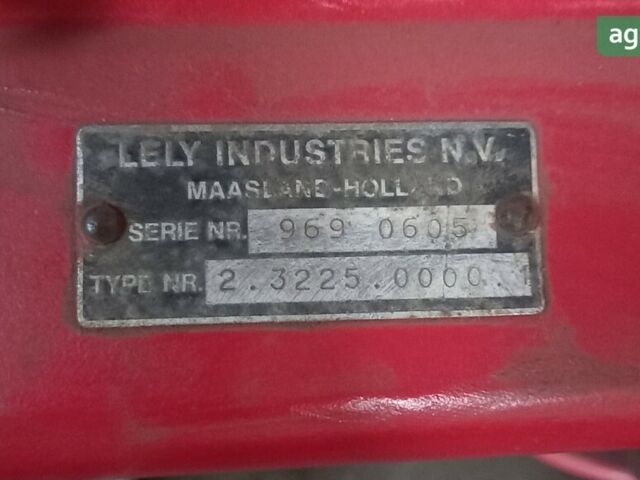 ag
LELY INDUSTRIES N.V.
MAASLAND-HOLLAND
SERIE NR. 969 0605
TYPE NR. 2.3225.0000.